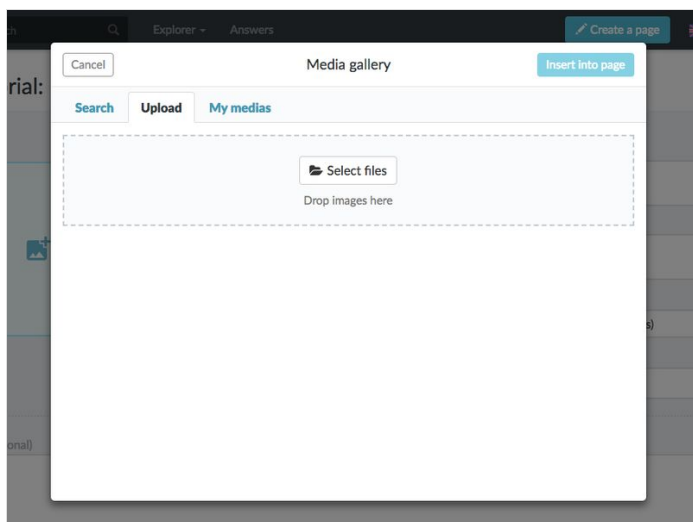 ch Explorer Answers Create a page
Cancel Media gallery Insert into page
rial:
Search Upload My medias
Select files
Drop images here
s)
onal)